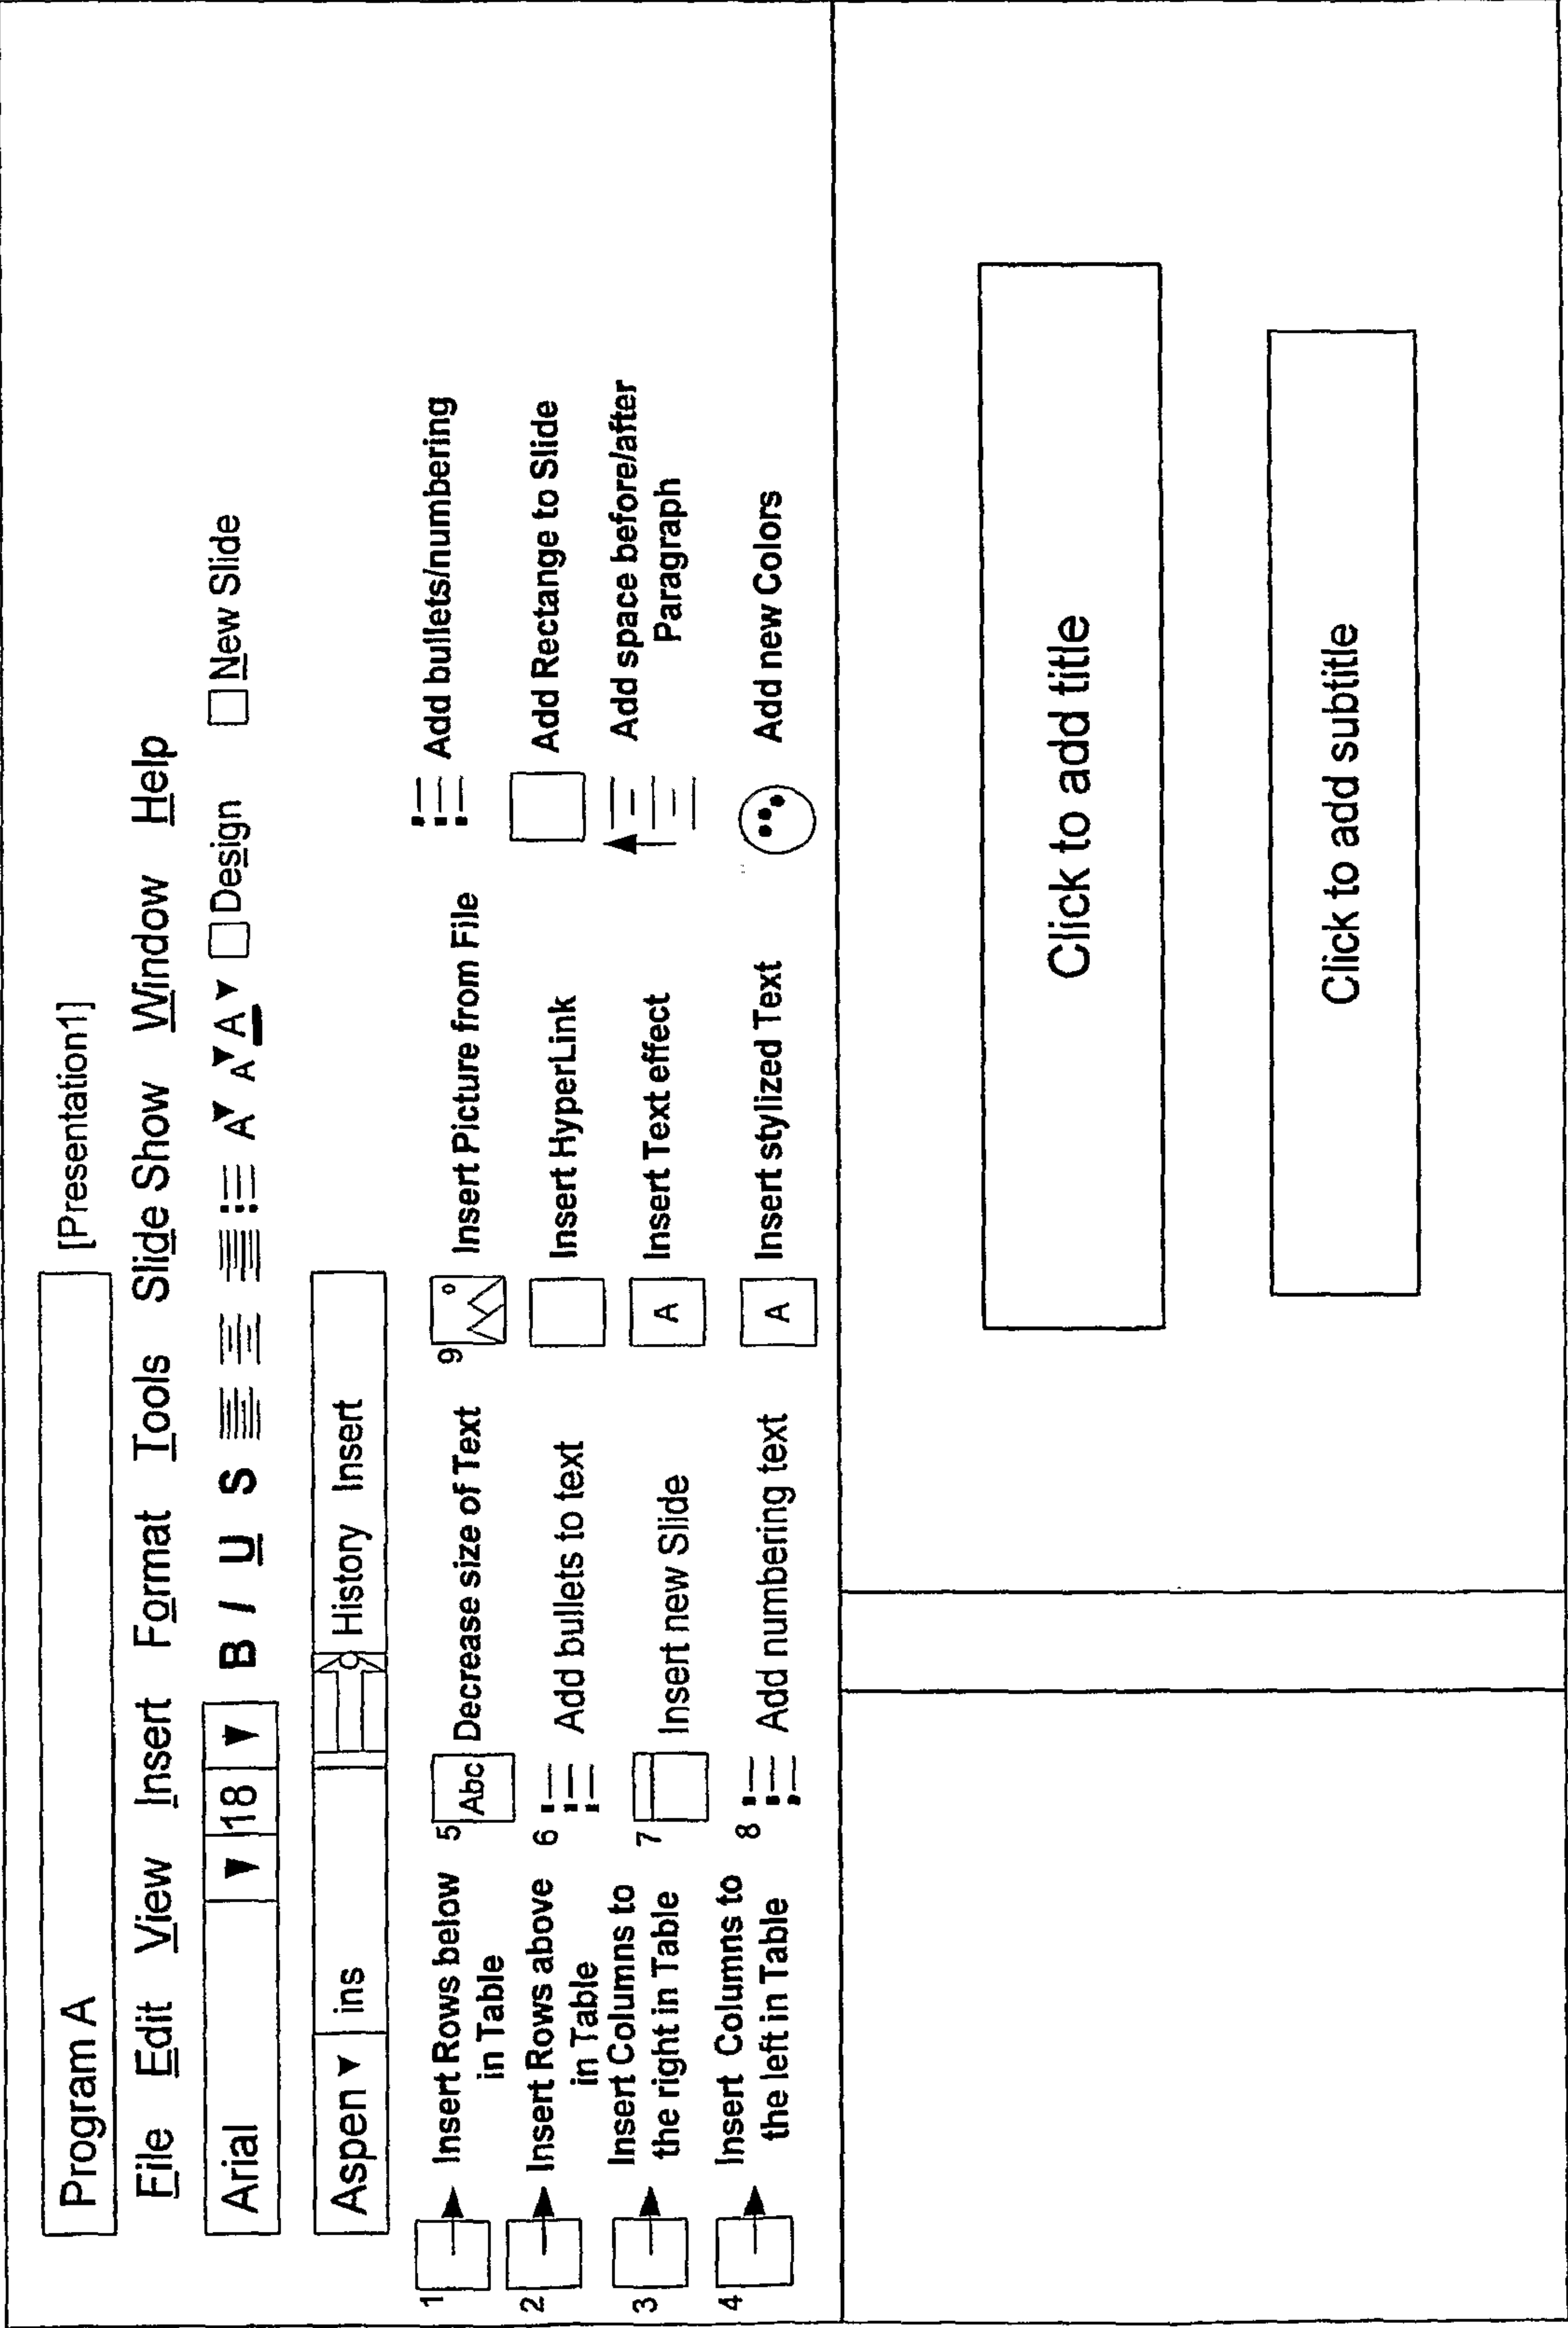 Program A [Presentation1]
File Edit View Insert Format Tools Slide Show Window Help
Arial 18 B I U S A A A Design New Slide
Aspen ins History Insert
1 Insert Rows below
in Table
2 Insert Rows above
in Table
3 Insert Columns to
the right in Table
4 Insert Columns to
the left in Table
5 Abc Decrease size of Text
6 Add bullets to text
7 Insert new Slide
8 Add numbering text
9 Insert Picture from File
Insert HyperLink
A Insert Text effect
A Insert stylized Text
Add bullets/numbering
Add Rectange to Slide
Add space before/after
Paragraph
Add new Colors
Click to add title
Click to add subtitle